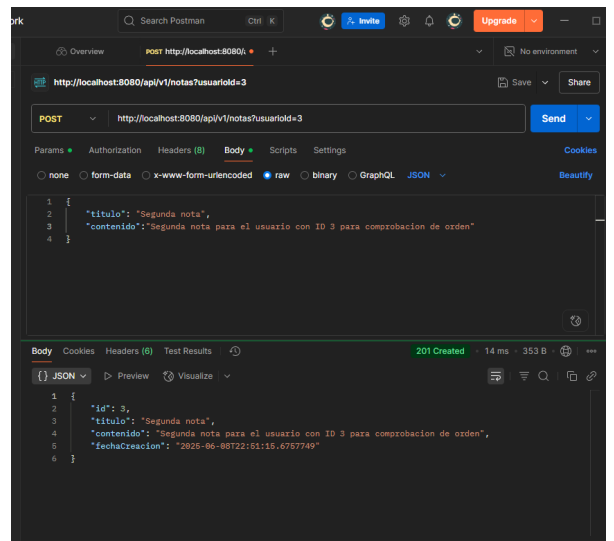 ork
Search Postman Ctrl K Invite Upgrade
Overview POST http://localhost:8080/ No environment
HTTP http://localhost:8080/api/v1/notas?usuarioId=3 Save Share
POST http://localhost:8080/api/v1/notas?usuarioId=3 Send
Params Authorization Headers (8) Body Scripts Settings Cookies
none form-data x-www-form-urlencoded raw binary GraphQL JSON Beautify
1 {
2 "titulo": "Segunda nota",
3 "contenido":"Segunda nota para el usuario con ID 3 para comprobacion de orden"
4 }
Body Cookies Headers (6) Test Results 201 Created 14 ms 353 B
{} JSON Preview Visualize
1 {
2 "id": 3,
3 "titulo": "Segunda nota",
4 "contenido": "Segunda nota para el usuario con ID 3 para comprobacion de orden",
5 "fechaCreacion": "2025-06-08T22:51:15.6757749"
6 }